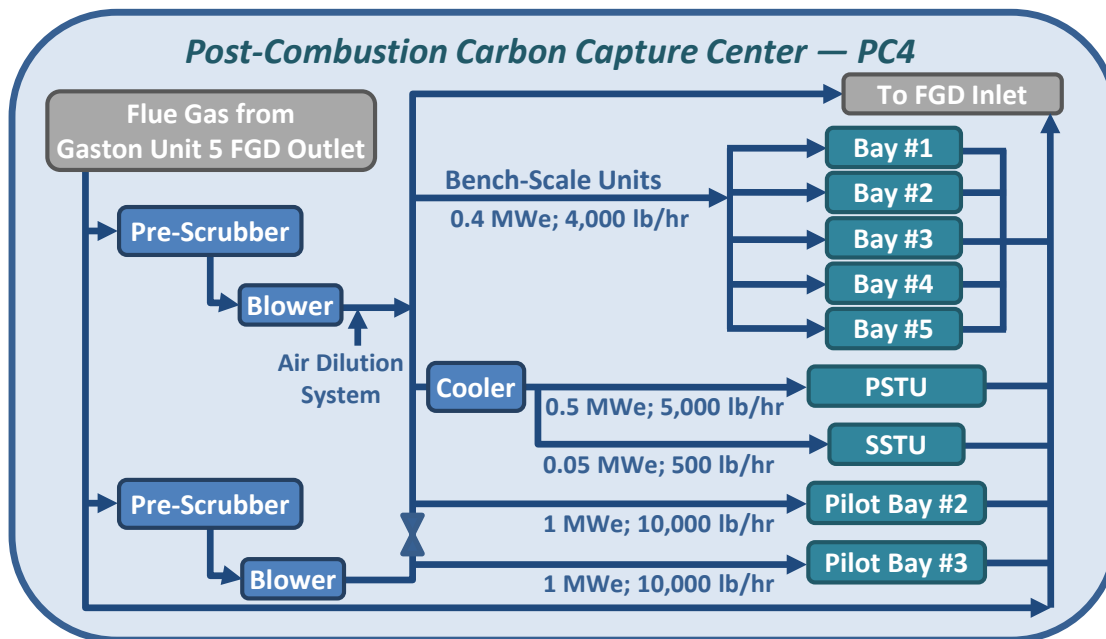 Post-Combustion Carbon Capture Center — PC4
Flue Gas from
Gaston Unit 5 FGD Outlet
To FGD Inlet
Bay #1
Bench-Scale Units
Bay #2
0.4 MWe; 4,000 lb/hr
Pre-Scrubber
Bay #3
Bay #4
Blower
Bay #5
Air Dilution
System
Cooler
PSTU
0.5 MWe; 5,000 lb/hr
SSTU
0.05 MWe; 500 lb/hr
Pre-Scrubber
Pilot Bay #2
1 MWe; 10,000 lb/hr
Pilot Bay #3
Blower
1 MWe; 10,000 lb/hr